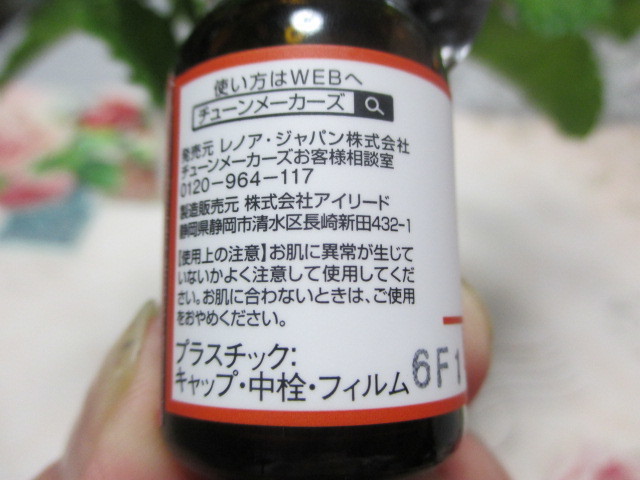 使い方はWEBへ
チューンメーカーズ
発売元 レノア・ジャパン株式会社
チューンメーカーズお客様相談室
0120-964-117
製造販売元 株式会社アイリード
静岡県静岡市清水区長崎新田432-1
【使用上の注意】お肌に異常が生じて
いないかよく注意して使用してくだ
さい。お肌に合わないときは、ご使用
をおやめください。
プラスチック:
キャップ・中栓・フィルム
6F1